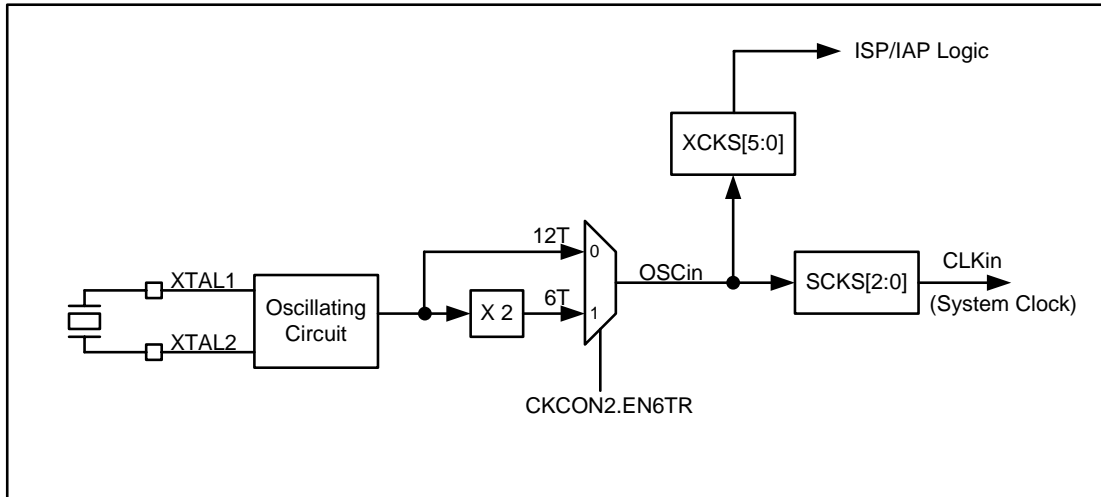 ISP/IAP Logic
XCKS[5:0]
12T
0
OSCin
SCKS[2:0]
CLKin
(System Clock)
XTAL1
Oscillating
Circuit
X 2
6T
1
XTAL2
CKCON2.EN6TR